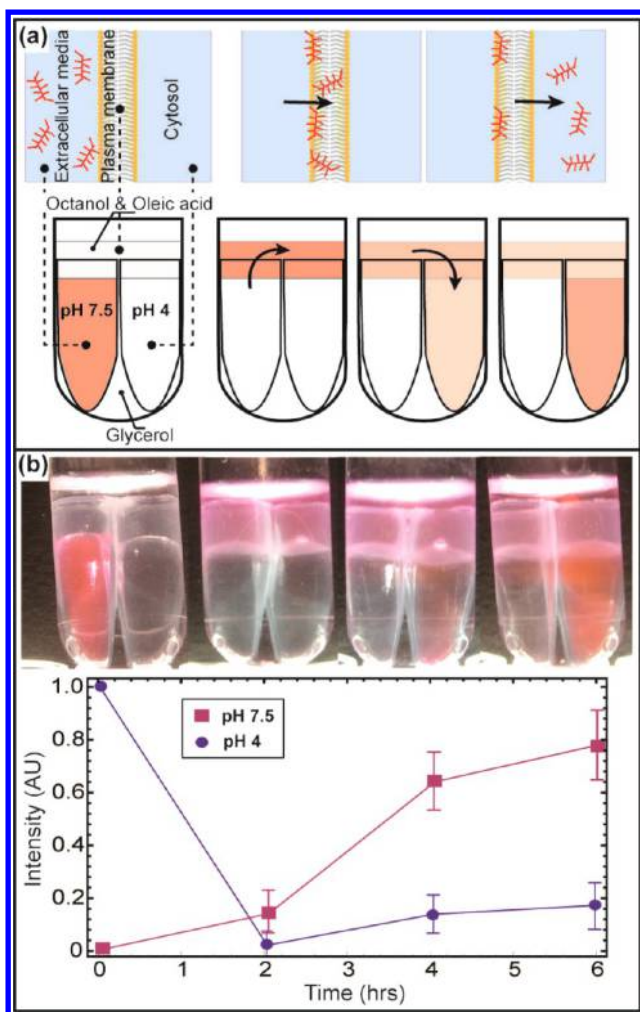 (a)
Extracellular media
Plasma membrane
Cytosol
Octanol & Oleic acid
pH 7.5
pH 4
Glycerol
(b)
1.0
0.8
0.6
0.4
0.2
0
Intensity (AU)
pH 7.5
pH 4
0
1
2
3
4
5
6
Time (hrs)